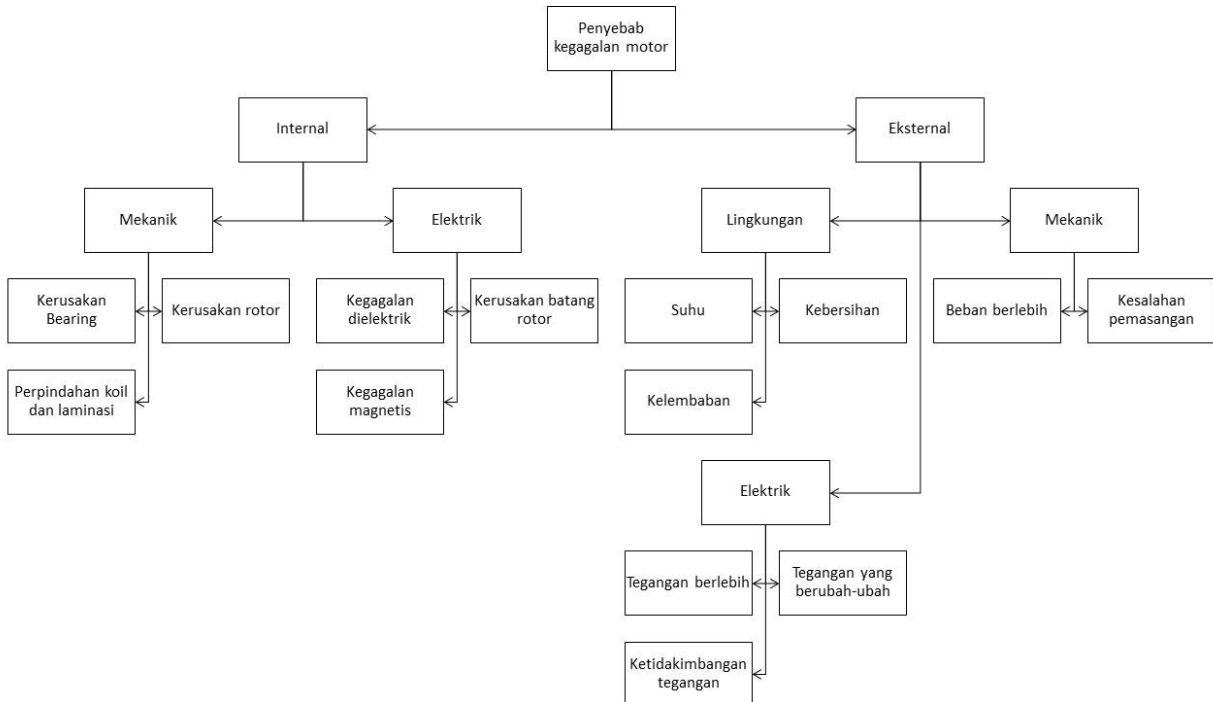 Penyebab
kegagalan motor
Internal
Eksternal
Mekanik
Elektrik
Lingkungan
Mekanik
Kerusakan
Bearing
Kerusakan rotor
Kegagalan
dielektrik
Kerusakan batang
rotor
Suhu
Kebersihan
Beban berlebih
Kesalahan
pemasangan
Perpindahan koil
dan laminasi
Kegagalan
magnetis
Kelembaban
Elektrik
Tegangan berlebih
Tegangan yang
berubah-ubah
Ketidakimbangan
tegangan